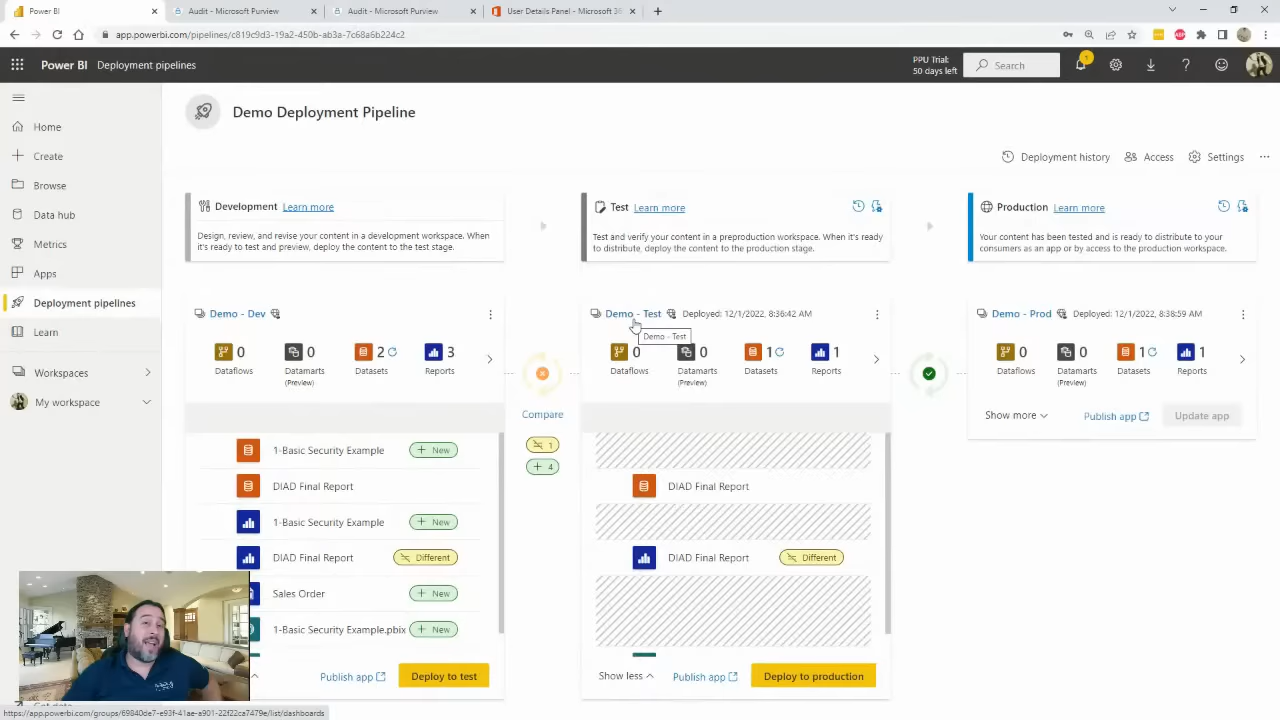 Power BI
Audit - Microsoft Purview
Audit - Microsoft Purview
User Details Panel - Microsoft 36
app.powerbi.com/pipelines/c819c9d3-19a2-450b-ab3a-7c68a6b224c2
Power BI Deployment pipelines
PPU Trial:
50 days left
Search
1
Home
Create
Browse
Data hub
Metrics
Apps
Deployment pipelines
Learn
Workspaces
My workspace
Demo Deployment Pipeline
Deployment history Access Settings
Development Learn more
Design, review, and revise your content in a development workspace. When
it's ready to test and preview, deploy the content to the test stage.
Test Learn more
Test and verify your content in a preproduction workspace. When it's ready
to distribute, deploy the content to the production stage.
Production Learn more
Your content has been tested and is ready to distribute to your
consumers as an app or by access to the production workspace.
Demo - Dev
0 0 2 3
Dataflows Datamarts Datasets Reports
(Preview)
1-Basic Security Example New
DIAD Final Report
1-Basic Security Example New
DIAD Final Report Different
Sales Order New
1-Basic Security Example.pbix New
Publish app Deploy to test
Compare
1
4
Demo - Test Deployed: 12/1/2022, 8:36:42 AM
Demo - Test
0 0 1 1
Dataflows Datamarts Datasets Reports
(Preview)
DIAD Final Report
DIAD Final Report Different
Show less Publish app Deploy to production
Demo - Prod Deployed: 12/1/2022, 8:38:59 AM
0 0 1 1
Dataflows Datamarts Datasets Reports
(Preview)
Show more Publish app Update app
https://app.powerbi.com/groups/69840de7-e93f-41ae-a901-22f22ca7479e/list/dashboards